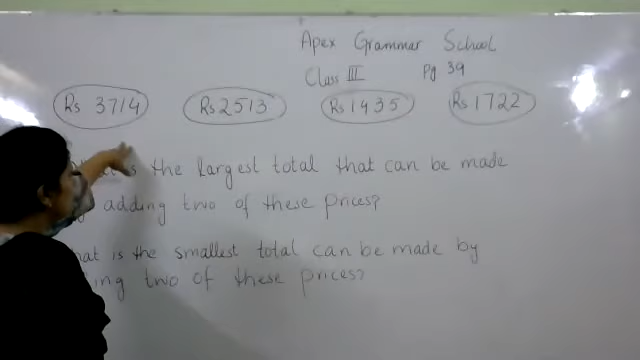 Apex Grammar School
Class III Pg 39
Rs 3714 Rs 2513 Rs 1435 Rs 1722
is the largest total that can be made
adding two of these prices?
hat is the smallest total can be made by
ing two of these prices?